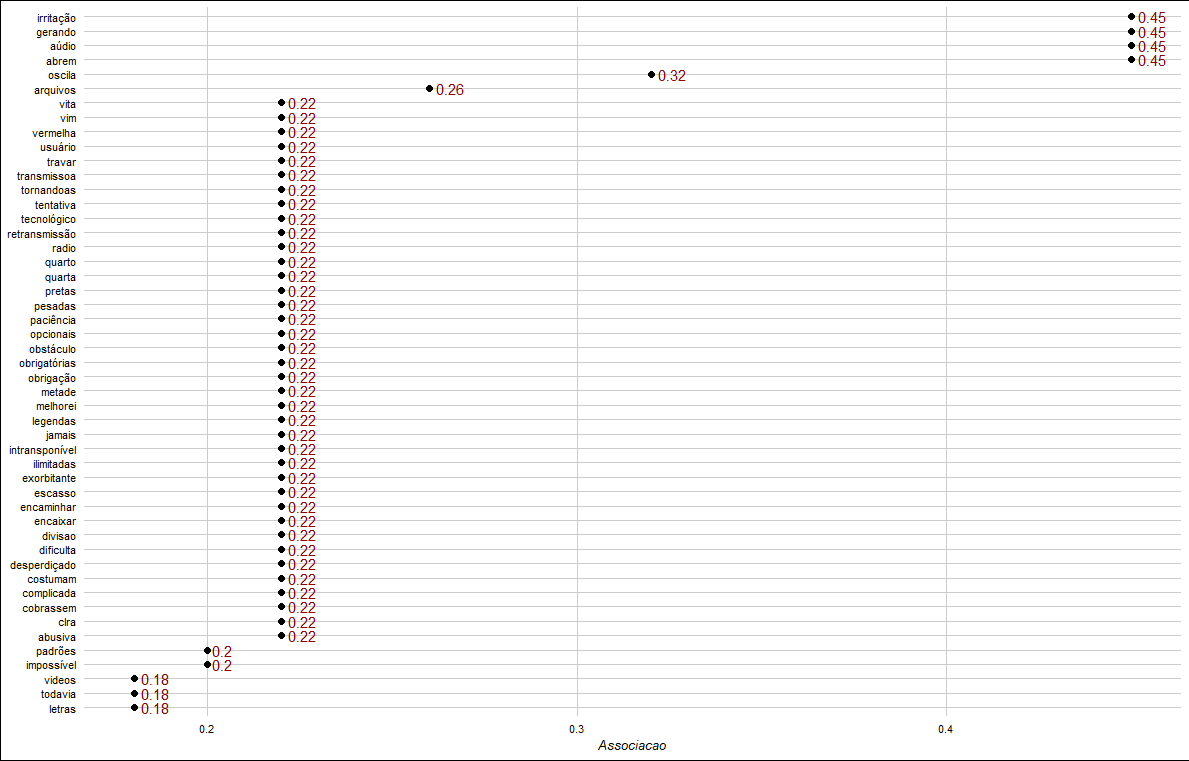 irritação 0.45
gerando 0.45
aúdio 0.45
abrem 0.45
oscila 0.32
arquivos 0.26
vita 0.22
vim 0.22
vermelha 0.22
usuário 0.22
travar 0.22
transmissoa 0.22
tornandoas 0.22
tentativa 0.22
tecnológico 0.22
retransmissão 0.22
radio 0.22
quarto 0.22
quarta 0.22
pretas 0.22
pesadas 0.22
paciência 0.22
opcionais 0.22
obstáculo 0.22
obrigatórias 0.22
obrigação 0.22
metade 0.22
melhorei 0.22
legendas 0.22
jamais 0.22
intransponível 0.22
ilimitadas 0.22
exorbitante 0.22
escasso 0.22
encaminhar 0.22
encaixar 0.22
divisao 0.22
dificulta 0.22
desperdiçado 0.22
costumam 0.22
complicada 0.22
cobrassem 0.22
clra 0.22
abusiva 0.22
padrões 0.2
impossível 0.2
videos 0.18
todavia 0.18
letras 0.18
0.2 0.3 0.4
Associacao